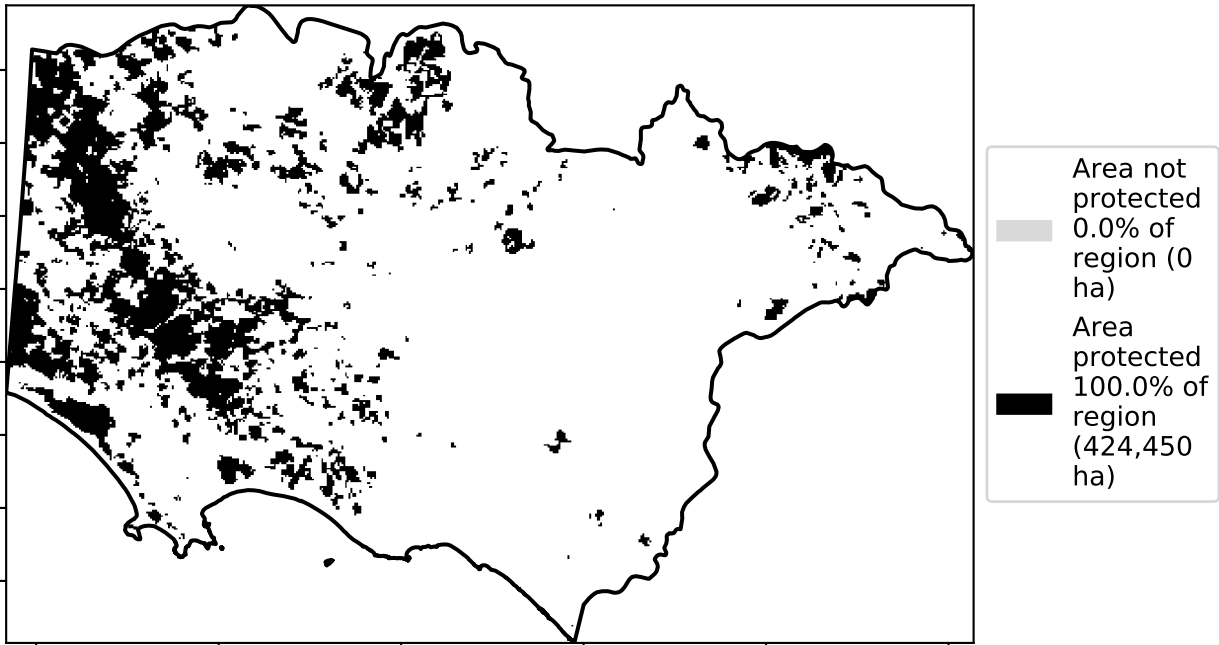 Area not
protected
0.0% of
region (0
ha)
Area
protected
100.0% of
region
(424,450
ha)